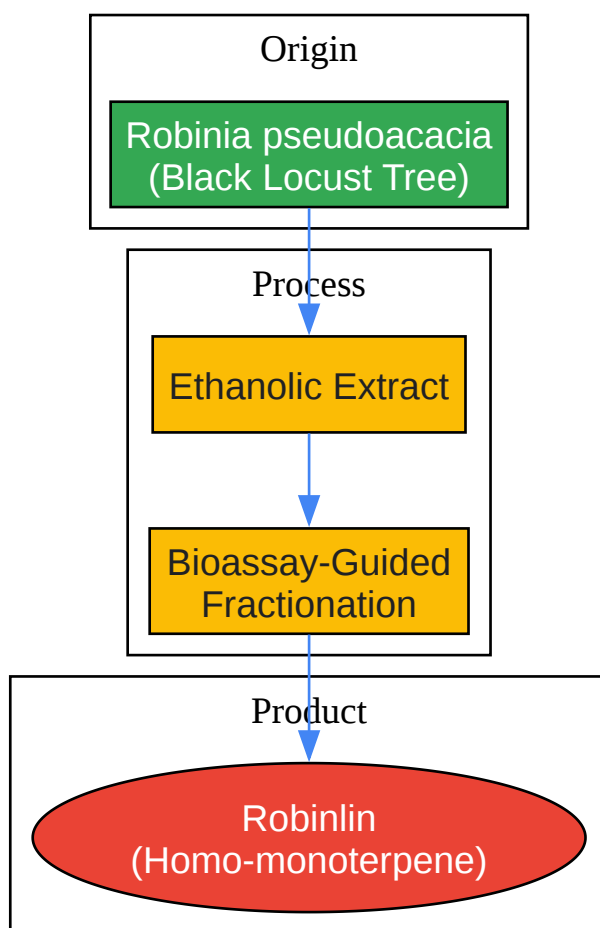 Origin
Robinia pseudoacacia
(Black Locust Tree)
Process
Ethanolic Extract
Bioassay-Guided
Fractionation
Product
Robinlin
(Homo-monoterpene)